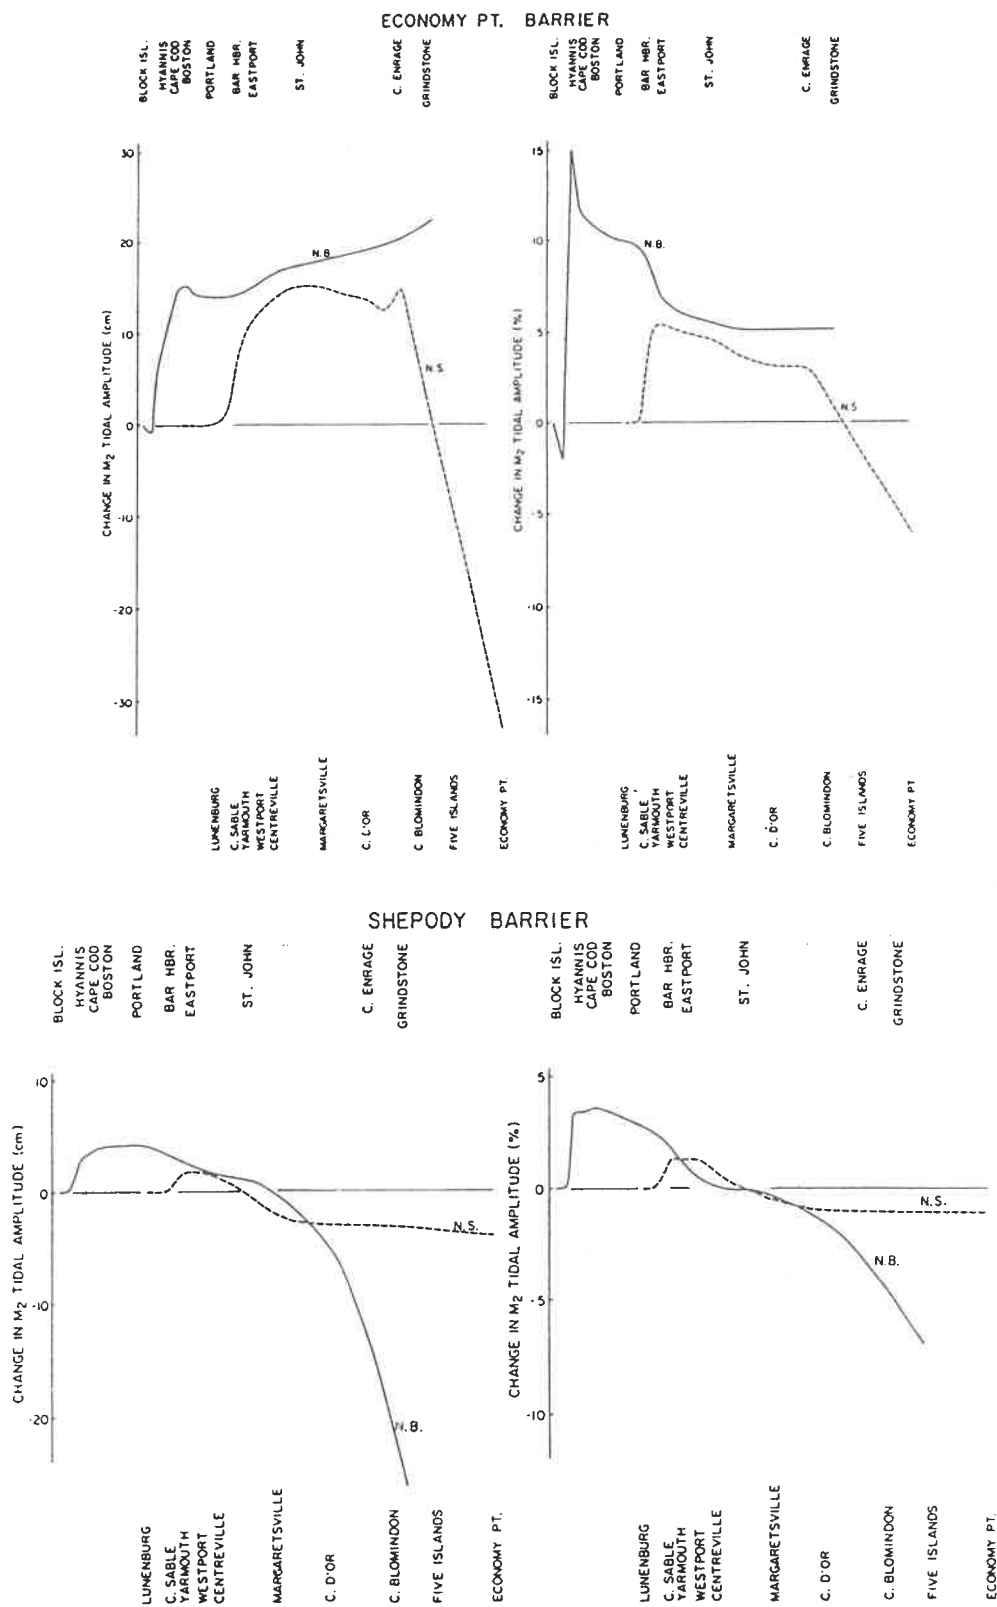 ECONOMY PT. BARRIER
BLOCK ISL.
HYANNIS
CAPE COD
BOSTON
PORTLAND
BAR HBR.
EASTPORT
ST. JOHN
C. ENRAGE
GRINDSTONE
BLOCK ISL.
HYANNIS
CAPE COD
BOSTON
PORTLAND
BAR HBR.
EASTPORT
ST. JOHN
C. ENRAGE
GRINDSTONE
CHANGE IN M2 TIDAL AMPLITUDE (cm)
30
20
10
0
-10
-20
-30
N.B.
N.S.
CHANGE IN M2 TIDAL AMPLITUDE (%)
15
10
5
0
-5
-10
-15
N.B.
N.S
LUNENBURG
C. SABLE
YARMOUTH
WESTPORT
CENTREVILLE
MARGARETSVILLE
C. D'OR
C BLOMINDON
FIVE ISLANDS
ECONOMY PT.
LUNENBURG
C. SABLE
YARMOUTH
WESTPORT
CENTREVILLE
MARGARETSVILLE
C. D'OR
C. BLOMINDON
FIVE ISLANDS
ECONOMY PT
SHEPODY BARRIER
BLOCK ISL.
HYANNIS
CAPE COD
BOSTON
PORTLAND
BAR HBR.
EASTPORT
ST. JOHN
C. ENRAGE
GRINDSTONE
BLOCK ISL.
HYANNIS
CAPE COD
BOSTON
PORTLAND
BAR HBR.
EASTPORT
ST. JOHN
C. ENRAGE
GRINDSTONE
CHANGE IN M2 TIDAL AMPLITUDE (cm)
10
0
-10
-20
N.S.
N.B.
CHANGE IN M2 TIDAL AMPLITUDE (%)
5
0
-5
-10
N.S.
N.B.
LUNENBURG
C. SABLE
YARMOUTH
WESTPORT
CENTREVILLE
MARGARETSVILLE
C. D'OR
C. BLOMINDON
FIVE ISLANDS
ECONOMY PT.
LUNENBURG
C. SABLE
YARMOUTH
WESTPORT
CENTREVILLE
MARGARETSVILLE
C. D'OR
C. BLOMINDON
FIVE ISLANDS
ECONOMY PT.